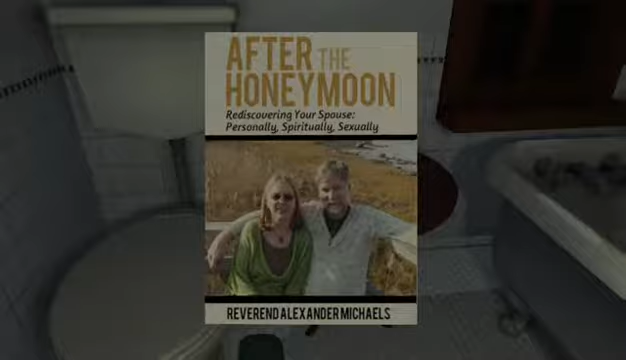 AFTER THE
HONEYMOON
Rediscovering Your Spouse:
Personally, Spiritually, Sexually
REVEREND ALEXANDER MICHAELS